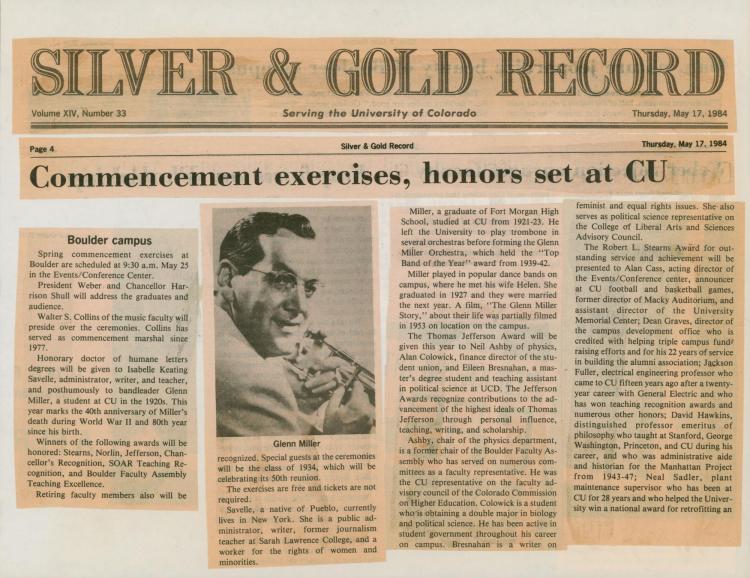 SILVER & GOLD RECORD
Volume XIV, Number 33
Serving the University of Colorado
Thursday, May 17, 1984
Page 4
Silver & Gold Record
Thursday, May 17, 1984
Commencement exercises, honors set at CU
Boulder campus
Spring commencement exercises at
Boulder are scheduled at 9:30 a.m. May 25
in the Events/Conference Center.
President Weber and Chancellor Har-
rison Shull will address the graduates and
audience.
Walter S. Collins of the music faculty will
preside over the ceremonies. Collins has
served as commencement marshal since
1977.
Honorary doctor of humane letters
degrees will be given to Isabelle Keating
Savelle, administrator, writer, and teacher,
and posthumously to bandleader Glenn
Miller, a student at CU in the 1920s. This
year marks the 40th anniversary of Miller's
death during World War II and 80th year
since his birth.
Winners of the following awards will be
honored: Stearns, Norlin, Jefferson, Chan-
cellor's Recognition, SOAR Teaching Re-
cognition, and Boulder Faculty Assembly
Teaching Excellence.
Retiring faculty members also will be
Glenn Miller
recognized. Special guests at the ceremonies
will be the class of 1934, which will be
celebrating its 50th reunion.
The exercises are free and tickets are not
required.
Savelle, a native of Pueblo, currently
lives in New York. She is a public ad-
ministrator, writer, former journalism
teacher at Sarah Lawrence College, and a
worker for the rights of women and
minorities.
Miller, a graduate of Fort Morgan High
School, studied at CU from 1921-23. He
left the University to play trombone in
several orchestras before forming the Glenn
Miller Orchestra, which held the "Top
Band of the Year" award from 1939-42.
Miller played in popular dance bands on
campus, where he met his wife Helen. She
graduated in 1927 and they were married
the next year. A film, "The Glenn Miller
Story," about their life was partially filmed
in 1953 on location on the campus.
The Thomas Jefferson Award will be
given this year to Neil Ashby of physics,
Alan Colowick, finance director of the stu-
dent union, and Eileen Bresnahan, a mas-
ter's degree student and teaching assistant
in political science at UCD. The Jefferson
Awards recognize contributions to the ad-
vancement of the highest ideals of Thomas
Jefferson through personal influence,
teaching, writing, and scholarship.
Ashby, chair of the physics department,
is a former chair of the Boulder Faculty As-
sembly who has served on numerous com-
mittees as a faculty representative. He was
the CU representative on the faculty ad-
visory council of the Colorado Commission
on Higher Education. Colowick is a student
who is obtaining a double major in biology
and political science. He has been active in
student government throughout his career
on campus. Bresnahan is a writer on
feminist and equal rights issues. She also
serves as political science representative on
the College of Liberal Arts and Sciences
Advisory Council.
The Robert L. Stearns Award for out-
standing service and achievement will be
presented to Alan Cass, acting director of
the Events/Conference center, announcer
at CU football and basketball games,
former director of Macky Auditorium, and
assistant director of the University
Memorial Center; Dean Graves, director of
the campus development office who is
credited with helping triple campus fund
raising efforts and for his 22 years of service
in building the alumni association; Jackson
Fuller, electrical engineering professor who
came to CU fifteen years ago after a twenty-
year career with General Electric and who
has won teaching recognition awards and
numerous other honors; David Hawkins,
distinguished professor emeritus of
philosophy who taught at Stanford, George
Washington, Princeton, and CU during his
career, and who was administrative aide
and historian for the Manhattan Project
from 1943-47; Neal Sadler, plant
maintenance supervisor who has been at
CU for 28 years and who helped the Univer-
sity win a national award for retrofitting an